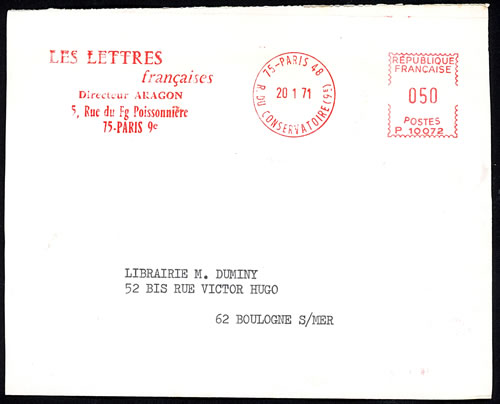 LES LETTRES
françaises
Directeur ARAGON
5, Rue du Fg Poissonnière
75-PARIS 9e
75-PARIS 48
R. DU CONSERVATOIRE (9E)
20 1 71
RÉPUBLIQUE
FRANÇAISE
050
POSTES
P 10072
LIBRAIRIE M. DUMINY
52 BIS RUE VICTOR HUGO
62 BOULOGNE S/MER